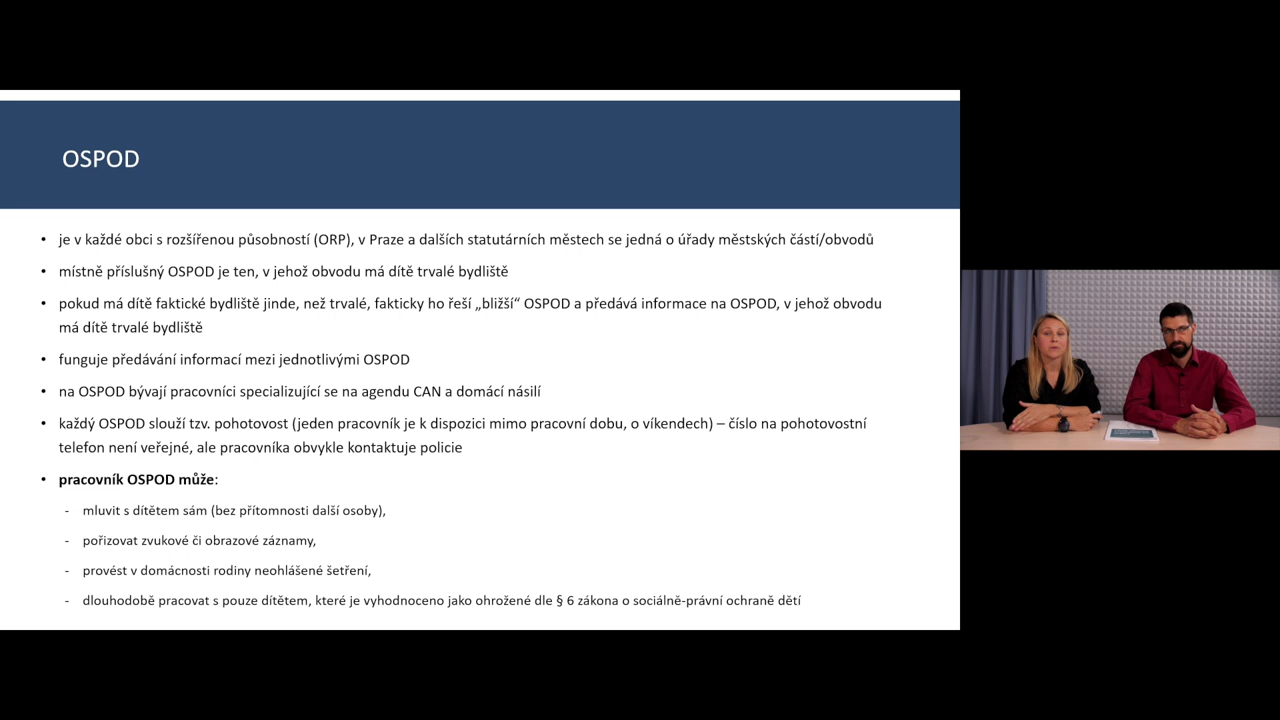 OSPOD
• je v každé obci s rozšířenou působností (ORP), v Praze a dalších statutárních městech se jedná o úřady městských částí/obvodů
• místně příslušný OSPOD je ten, v jehož obvodu má dítě trvalé bydliště
• pokud má dítě faktické bydliště jinde, než trvalé, fakticky ho řeší „bližší“ OSPOD a předává informace na OSPOD, v jehož obvodu
má dítě trvalé bydliště
• funguje předávání informací mezi jednotlivými OSPOD
• na OSPOD bývají pracovníci specializující se na agendu CAN a domácí násilí
• každý OSPOD slouží tzv. pohotovost (jeden pracovník je k dispozici mimo pracovní dobu, o víkendech) – číslo na pohotovostní
telefon není veřejné, ale pracovníka obvykle kontaktuje policie
• pracovník OSPOD může:
- mluvit s dítětem sám (bez přítomnosti další osoby),
- pořizovat zvukové či obrazové záznamy,
- provést v domácnosti rodiny neohlášené šetření,
- dlouhodobě pracovat s pouze dítětem, které je vyhodnoceno jako ohrožené dle § 6 zákona o sociálně-právní ochraně dětí